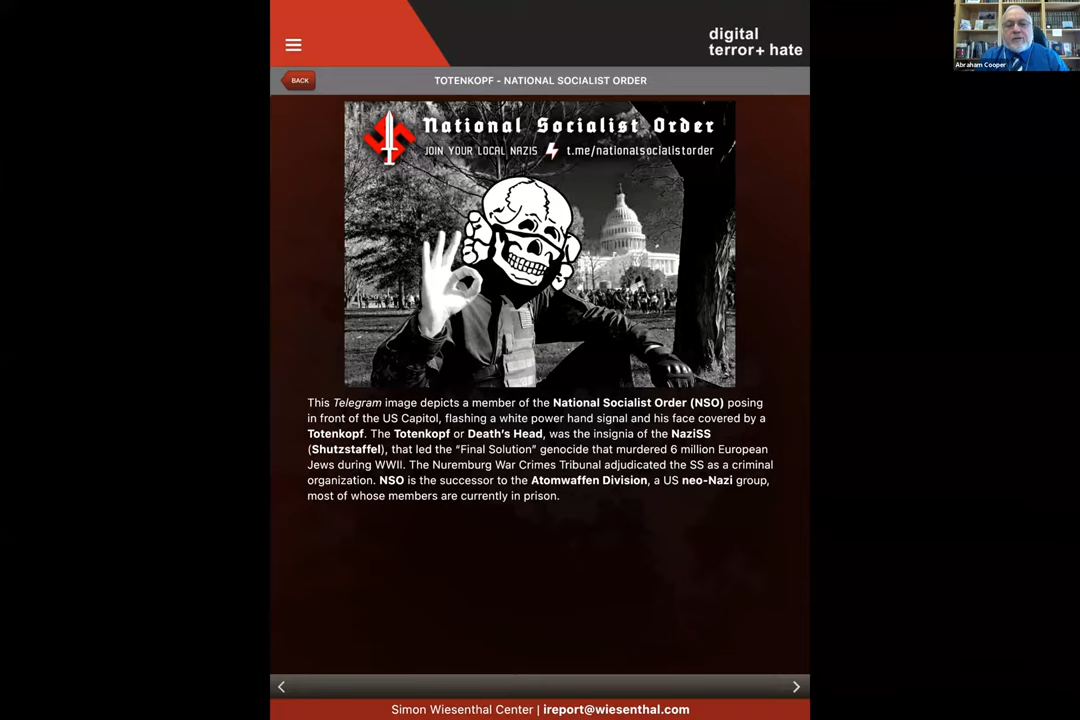 digital
terror+ hate
Abraham Cooper
BACK
TOTENKOPF - NATIONAL SOCIALIST ORDER
National Socialist Order
JOIN YOUR LOCAL NAZIS t.me/nationalsocialistorder
This Telegram image depicts a member of the National Socialist Order (NSO) posing
in front of the US Capitol, flashing a white power hand signal and his face covered by a
Totenkopf. The Totenkopf or Death's Head, was the insignia of the NaziSS
(Shutzstaffel), that led the “Final Solution” genocide that murdered 6 million European
Jews during WWII. The Nuremburg War Crimes Tribunal adjudicated the SS as a criminal
organization. NSO is the successor to the Atomwaffen Division, a US neo-Nazi group,
most of whose members are currently in prison.
Simon Wiesenthal Center | ireport@wiesenthal.com